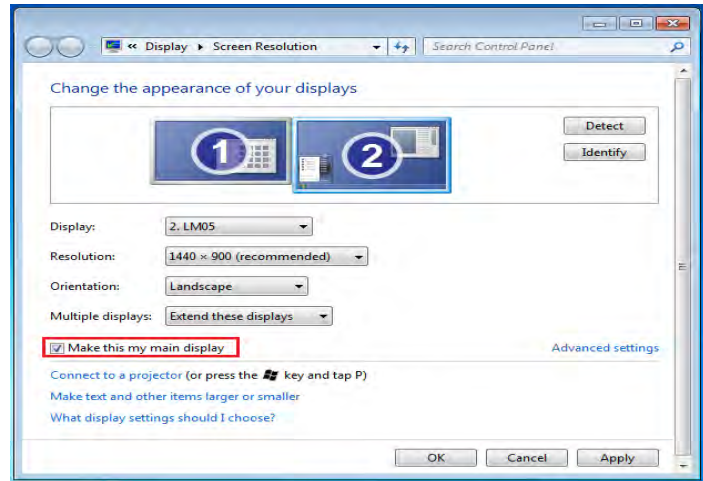 « Display ▸ Screen Resolution
Search Control Panel
Change the appearance of your displays
1
2
Detect
Identify
Display: 2. LM05
Resolution: 1440 × 900 (recommended)
Orientation: Landscape
Multiple displays: Extend these displays
Make this my main display
Advanced settings
Connect to a projector (or press the key and tap P)
Make text and other items larger or smaller
What display settings should I choose?
OK Cancel Apply